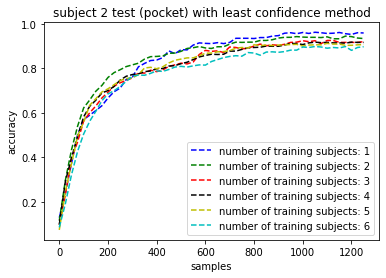 subject 2 test (pocket) with least confidence method
1.0
0.8
0.6
0.4
0.2
accuracy
number of training subjects: 1
number of training subjects: 2
number of training subjects: 3
number of training subjects: 4
number of training subjects: 5
number of training subjects: 6
0 200 400 600 800 1000 1200
samples